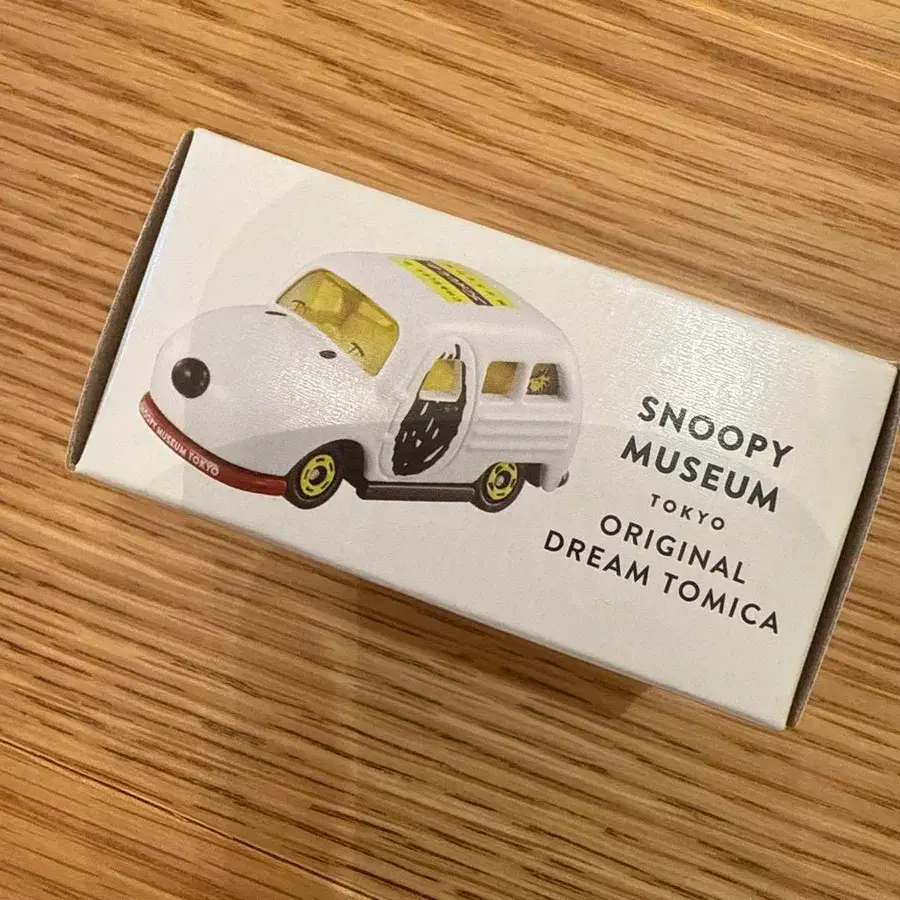 SNOOPY MUSEUM TOKYO
SNOOPY
MUSEUM
TOKYO
ORIGINAL
DREAM TOMICA